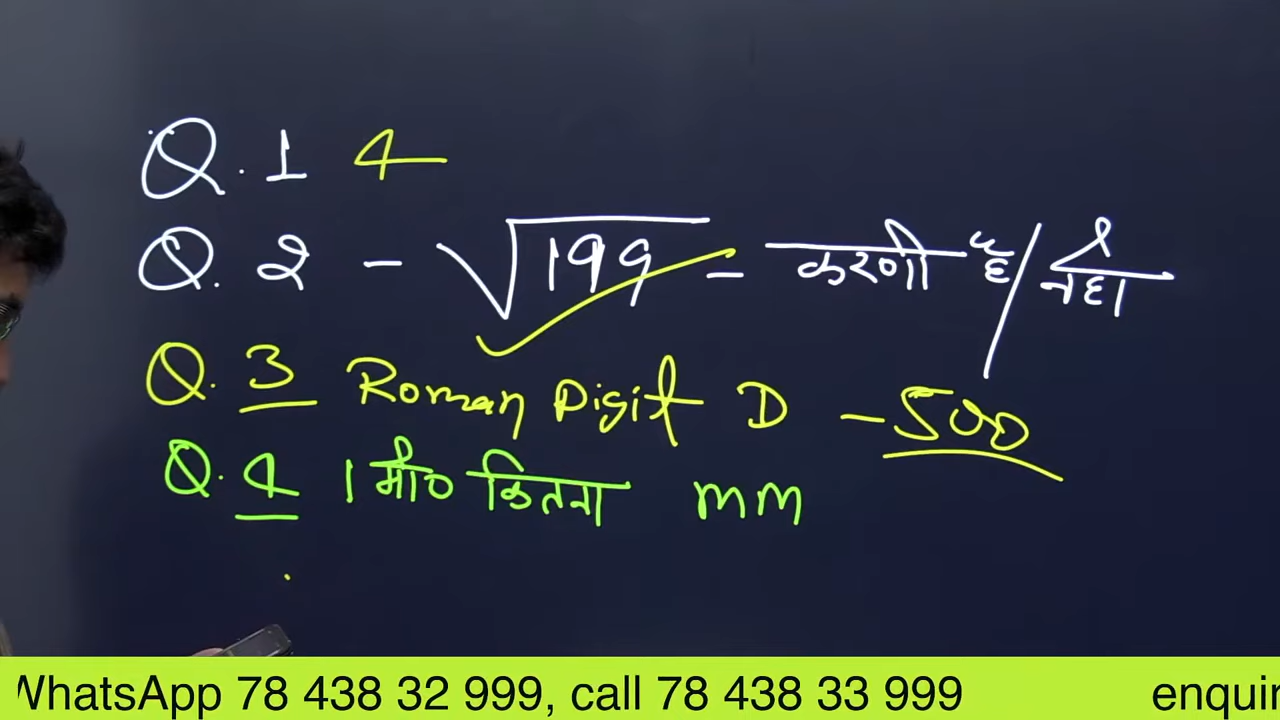 Q. 1 4
Q. 2 - √199 - करणी है/नहीं
Q. 3 Roman Digit D - 500
Q. 4 1 मी० कितना mm
WhatsApp 78 438 32 999, call 78 438 33 999 enquir